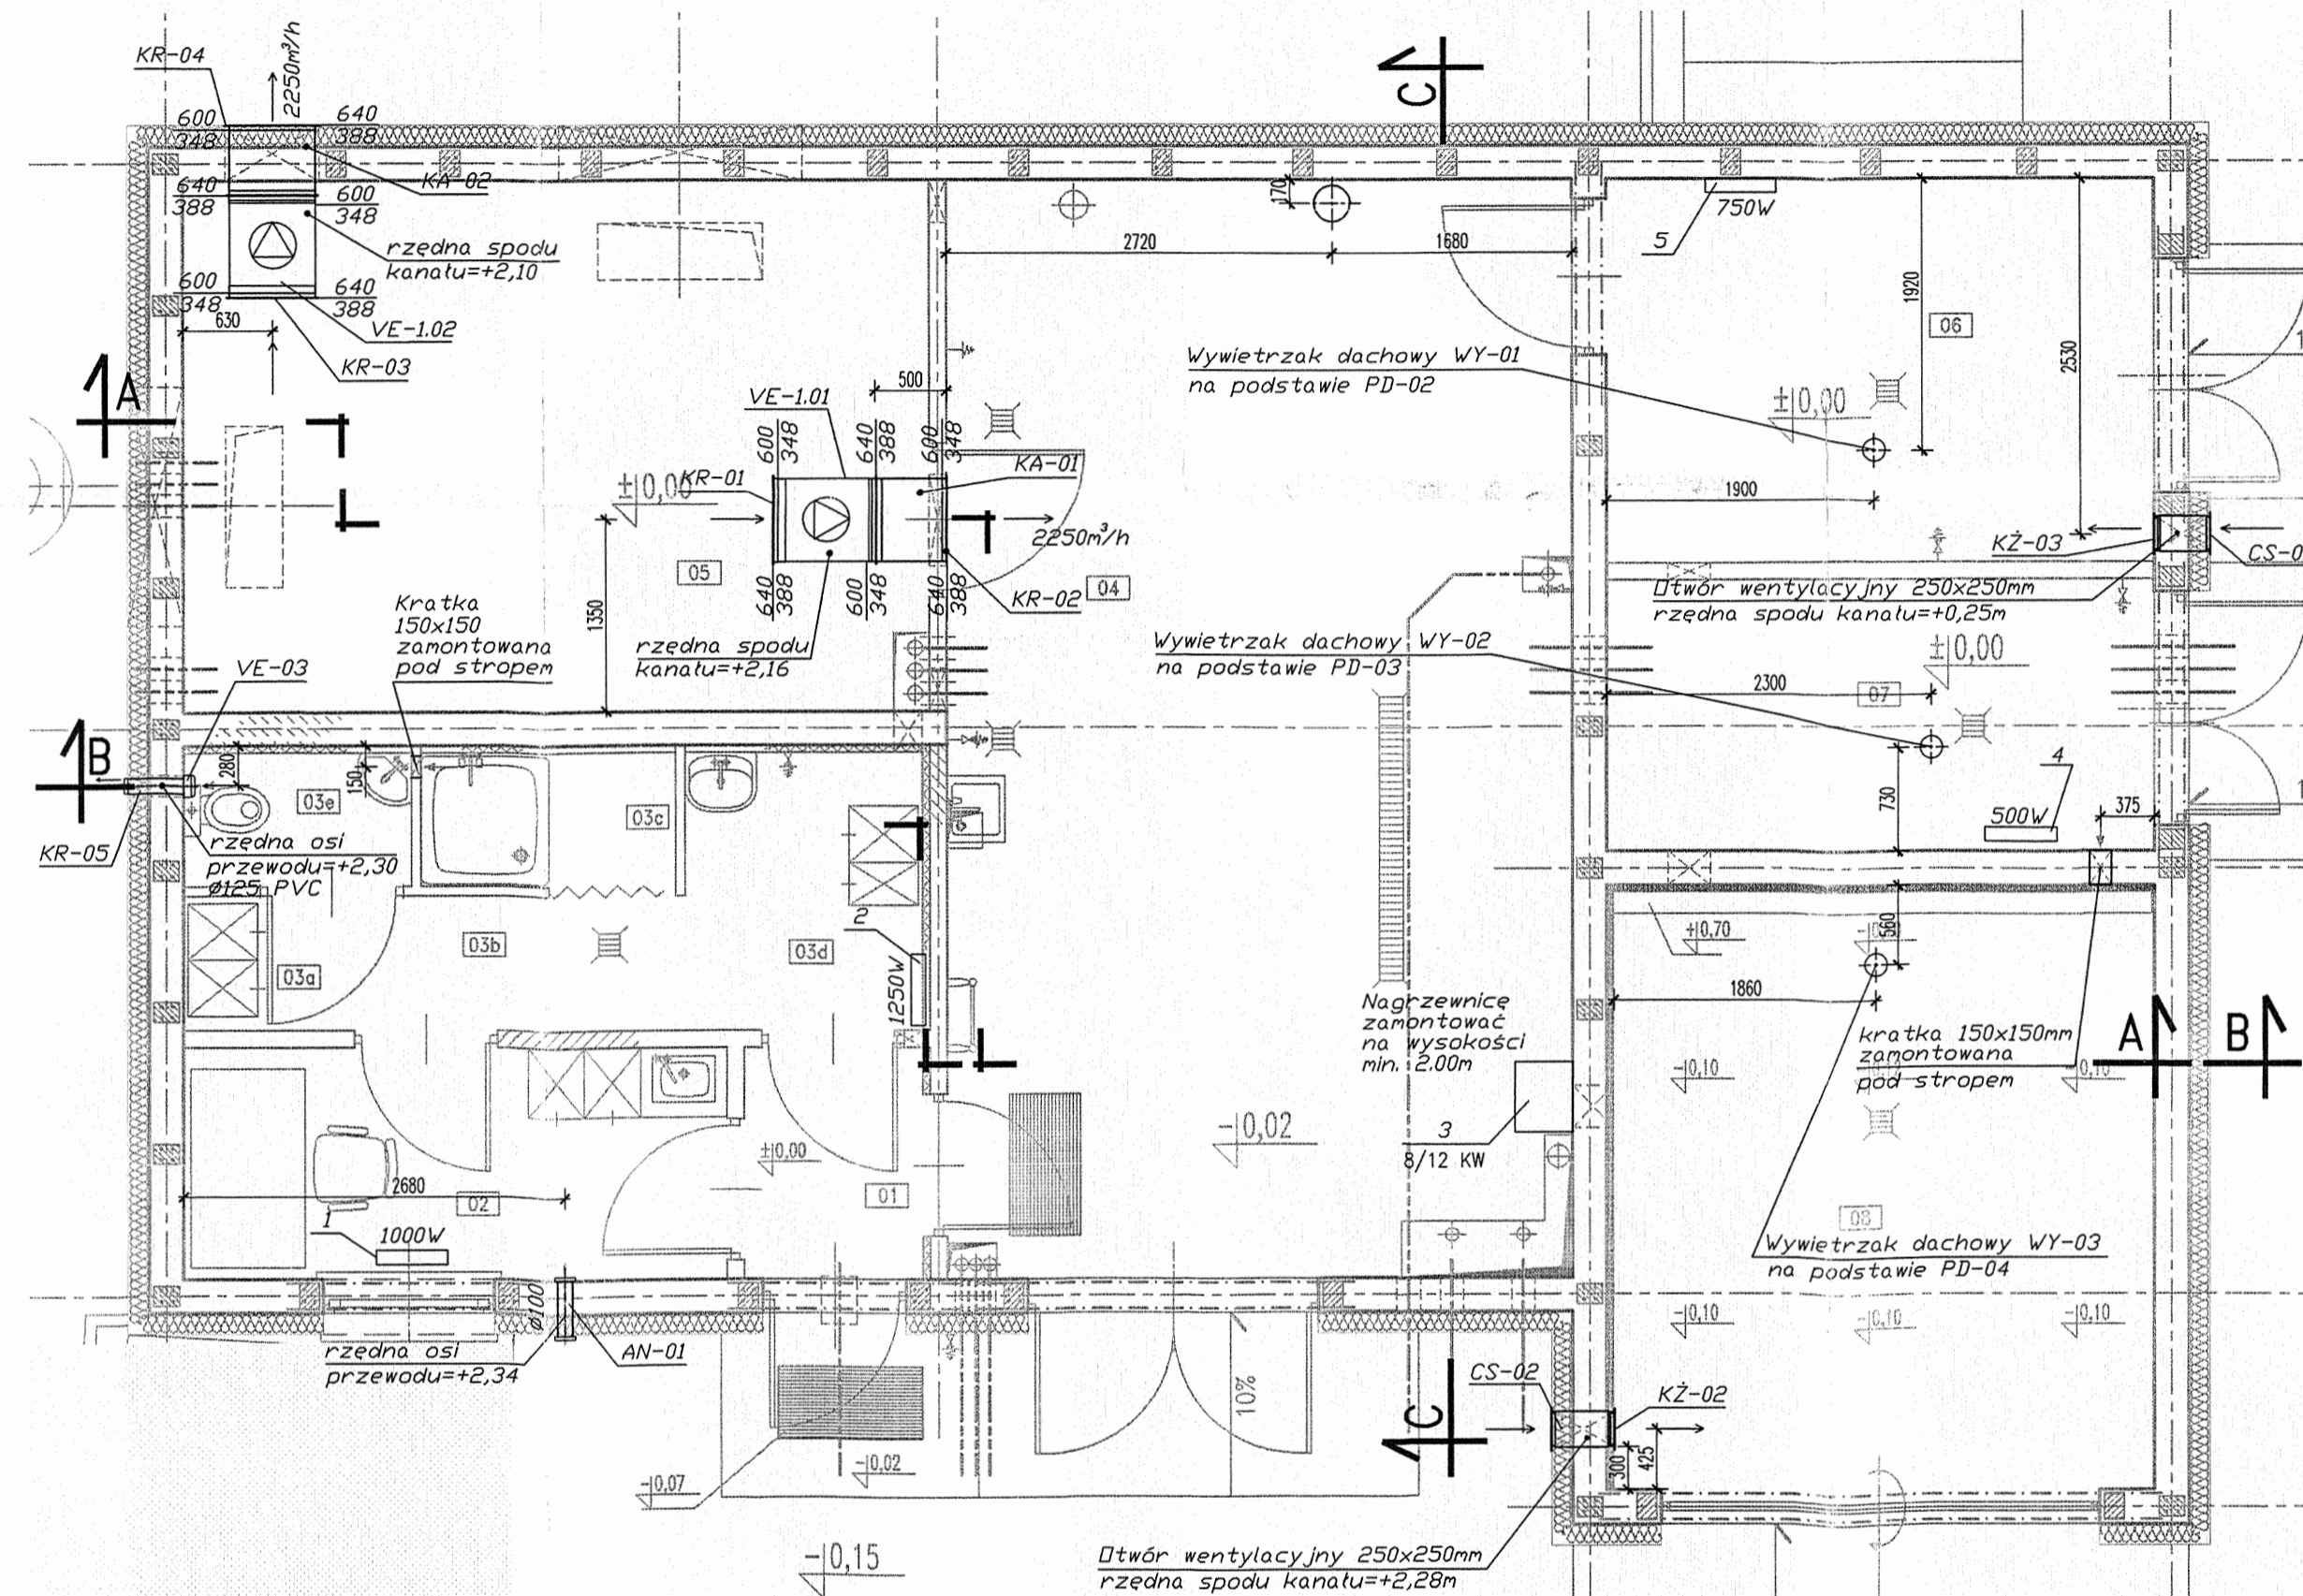 KR-04
2250m³/h
600
348
640
388
KA-02
640
388
600
348
rzędna spodu
kanału=+2,10
600
348
640
388
630
VE-1.02
KR-03
C
170
2720
1680
5
750W
1920
06
2530
Wywietrzak dachowy WY-01
na podstawie PD-02
±0,00
1900
A
500
VE-1.01
600
348
640
388
600
348
KR-01
KA-01
±0,00
2250m³/h
05
04
640
388
600
348
640
388
KR-02
1350
rzędna spodu
kanału=+2,16
KŻ-03
Otwór wentylacyjny 250x250mm
rzędna spodu kanału=+0,25m
Kratka
150x150
zamontowana
pod stropem
VE-03
Wywietrzak dachowy WY-02
na podstawie PD-03
±0,00
2300
07
730
4
500W
375
B
280
150
03e
03c
KR-05
rzędna osi
przewodu=+2,30
ø125 PVC
2
03b
03d
03a
1250W
+0,70
560
1860
Nagrzewnicę
zamontować
na wysokości
min. 2.00m
kratka 150x150mm
zamontowana
pod stropem
A
B
-0,10
-0,10
3
8/12 KW
-0,02
±0,00
2680
02
01
1
1000W
08
Wywietrzak dachowy WY-03
na podstawie PD-04
-0,10
-0,10
-0,10
ø100
rzędna osi
przewodu=+2,34
AN-01
10%
CS-02
KŻ-02
C
300
425
-0,02
-0,07
-0,15
Otwór wentylacyjny 250x250mm
rzędna spodu kanału=+2,28m